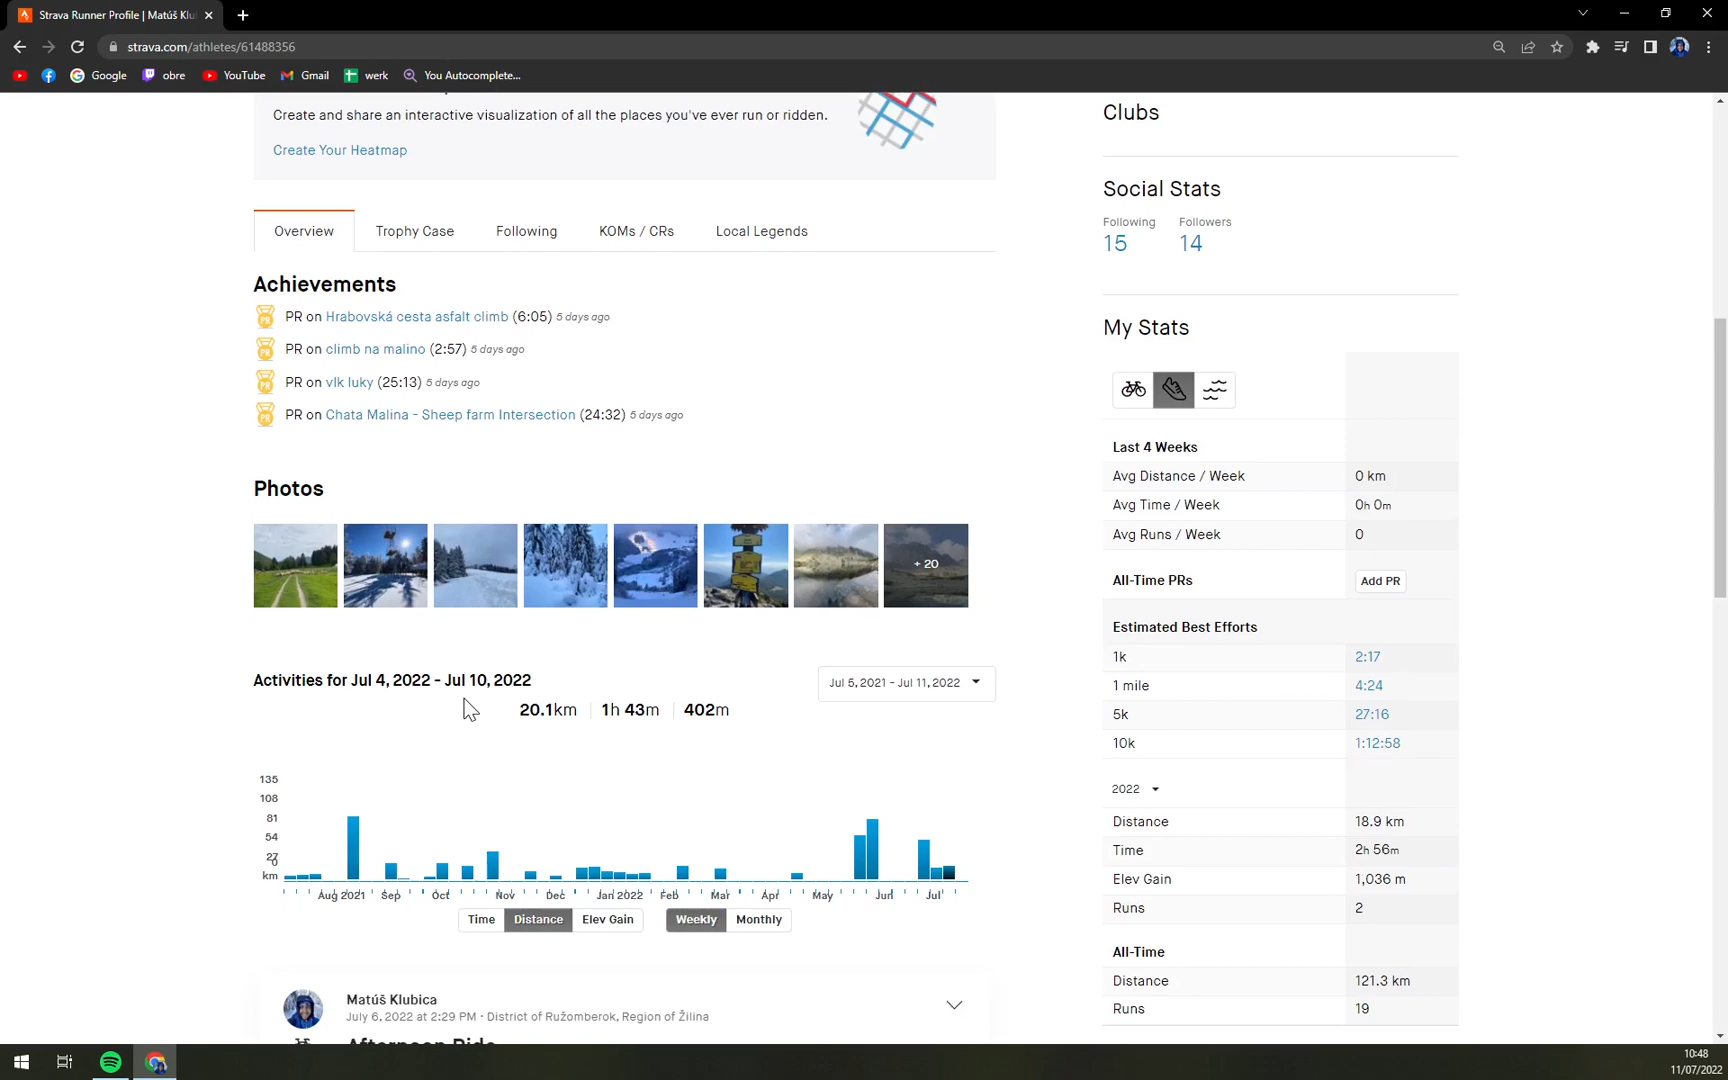 Strava Runner Profile | Matúš Klu
strava.com/athletes/61488356
Google obre YouTube Gmail werk You Autocomplete...
Create and share an interactive visualization of all the places you've ever run or ridden.
Create Your Heatmap
Overview Trophy Case Following KOMs / CRs Local Legends
Achievements
PR on Hrabovská cesta asfalt climb (6:05) 5 days ago
PR on climb na malino (2:57) 5 days ago
PR on vlk luky (25:13) 5 days ago
PR on Chata Malina - Sheep farm Intersection (24:32) 5 days ago
Photos
+ 20
Activities for Jul 4, 2022 - Jul 10, 2022
Jul 5, 2021 - Jul 11, 2022
20.1km 1h 43m 402m
135
108
81
54
27
0
km
Aug 2021 Sep Oct Nov Dec Jan 2022 Feb Mar Apr May Jun Jul
Time Distance Elev Gain Weekly Monthly
Matúš Klubica
July 6, 2022 at 2:29 PM · District of Ružomberok, Region of Žilina
Afternoon Ride
Clubs
Social Stats
Following Followers
15 14
My Stats
Last 4 Weeks
Avg Distance / Week 0 km
Avg Time / Week 0h 0m
Avg Runs / Week 0
All-Time PRs Add PR
Estimated Best Efforts
1k 2:17
1 mile 4:24
5k 27:16
10k 1:12:58
2022
Distance 18.9 km
Time 2h 56m
Elev Gain 1,036 m
Runs 2
All-Time
Distance 121.3 km
Runs 19
10:48
11/07/2022